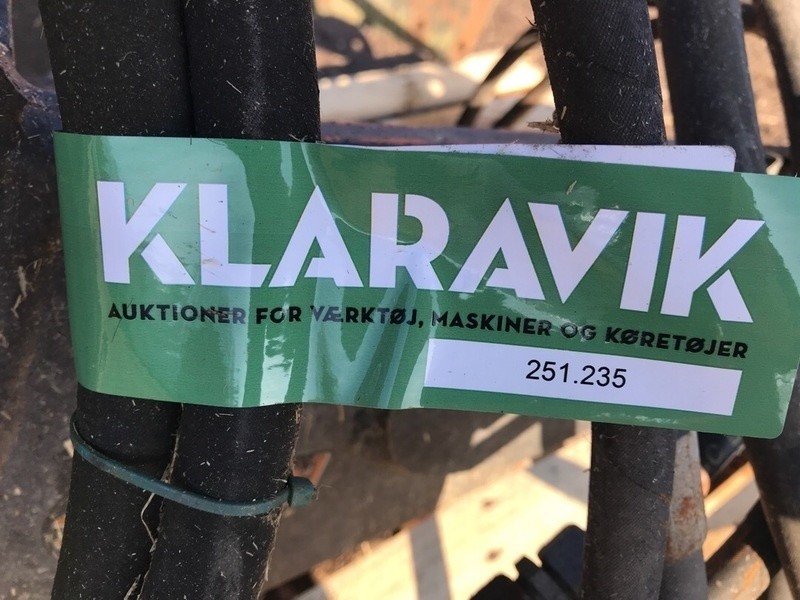 KLARAVIK
AUKTIONER FOR VÆRKTØJ, MASKINER OG KØRETØJER
251.235